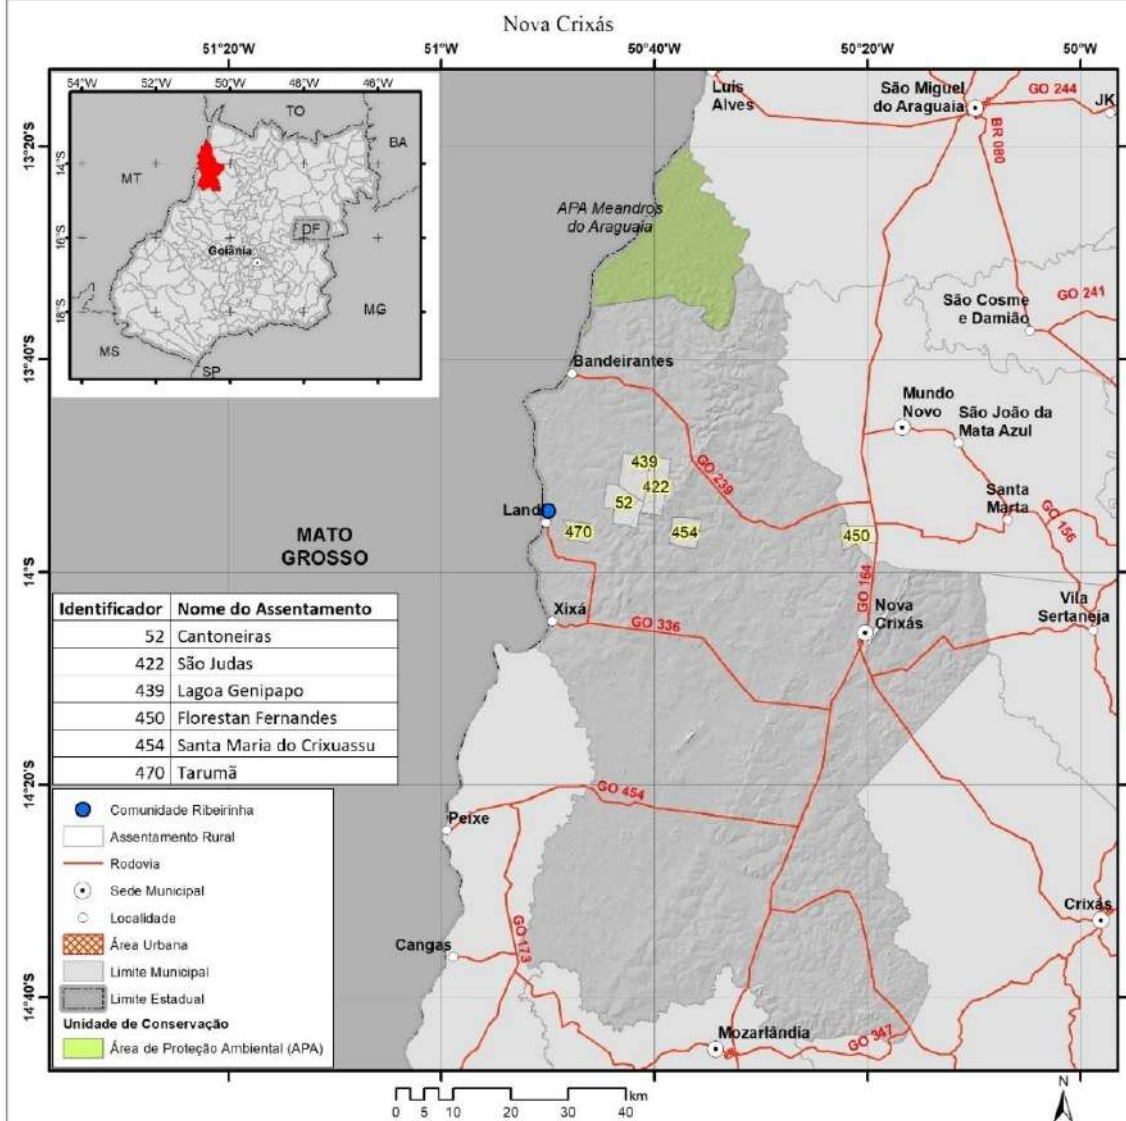 Nova Crixás
51°20'W
51°W
50°40'W
50°20'W
50°W
54°W
52°W
50°W
48°W
46°W
14°S
16°S
18°S
TO
BA
MT
DF
Goiânia
MG
MS
SP
13°20'S
13°40'S
14°S
14°20'S
14°40'S
Luis
Alves
São Miguel
do Araguaia
GO 244
JK
BR 080
APA Meandros
do Araguaia
São Cosme
e Damião
GO 241
Bandeirantes
Mundo
Novo
São João da
Mata Azul
439
422
52
GO 239
Santa
Marta
GO 156
Land
470
454
450
MATO
GROSSO
GO 164
Xixá
GO 336
Nova
Crixás
Vila
Sertaneja
Identificador Nome do Assentamento
52 Cantoneiras
422 São Judas
439 Lagoa Genipapo
450 Florestan Fernandes
454 Santa Maria do Crixuassu
470 Tarumã
GO 454
Peixe
Crixás
Cangas
GO 173
Mozarlândia
GO 347
Comunidade Ribeirinha
Assentamento Rural
Rodovia
Sede Municipal
Localidade
Área Urbana
Limite Municipal
Limite Estadual
Unidade de Conservação
Área de Proteção Ambiental (APA)
km
0 5 10 20 30 40
N